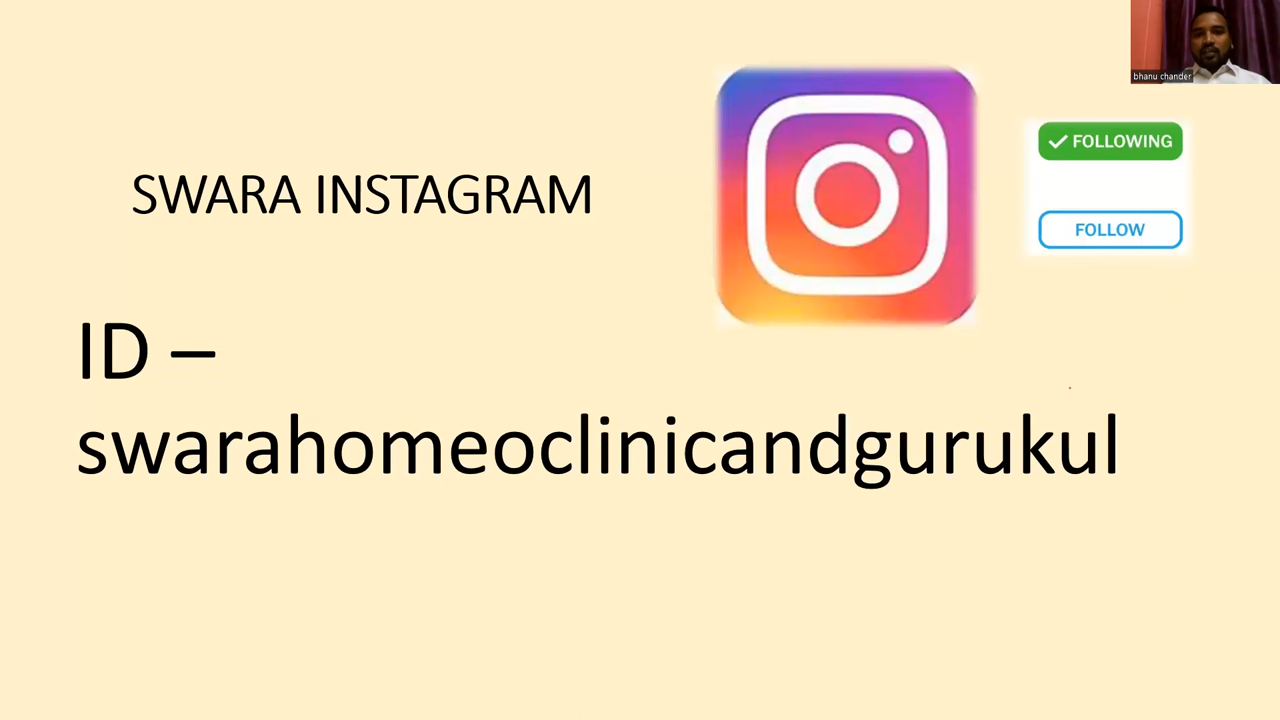 bhanu chander
FOLLOWING
SWARA INSTAGRAM
FOLLOW
ID –
swarahomeoclinicandgurukul